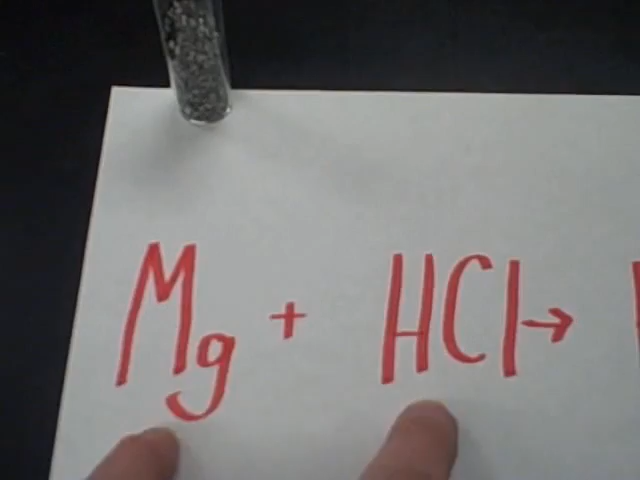 Mg + HCl →